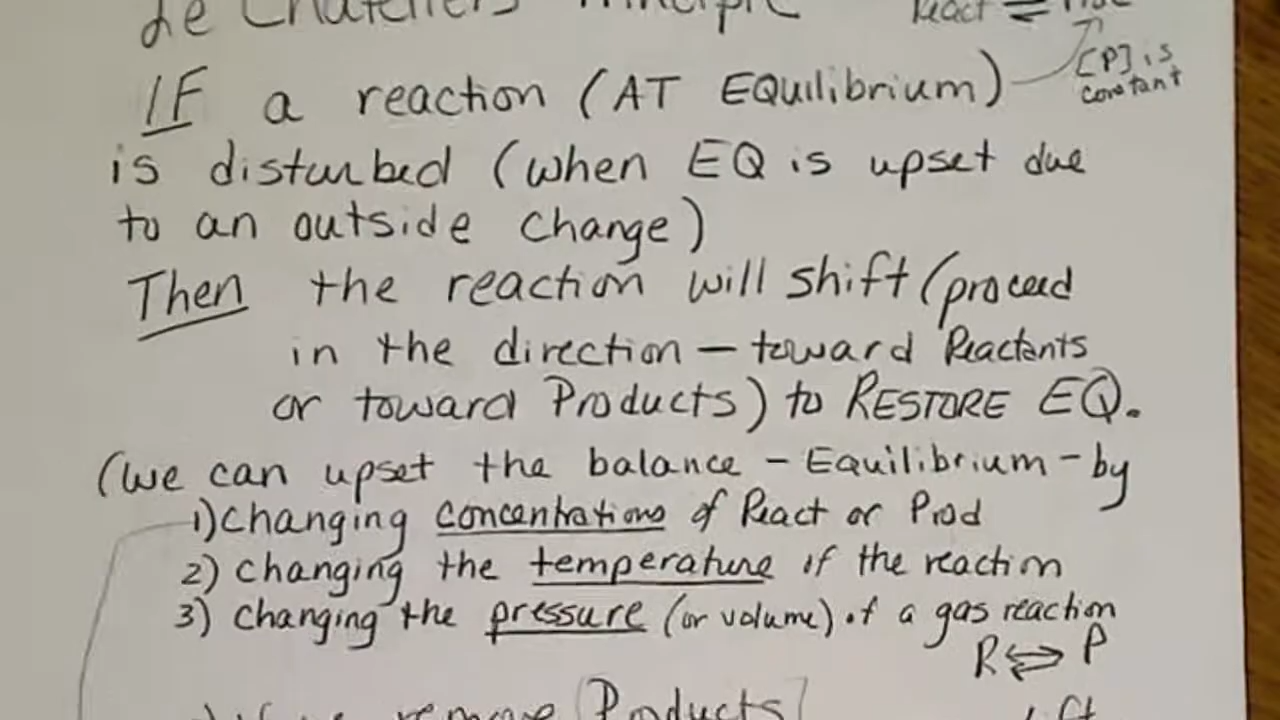 Le Chatelier's Principle React ⇌
[P] is
constant
IF a reaction (AT EQuilibrium)
is disturbed (when EQ is upset due
to an outside change)
Then the reaction will shift (proceed
in the direction — toward Reactants
or toward Products) to RESTORE EQ.
(we can upset the balance - Equilibrium - by
1) changing concentrations of React or Prod
2) changing the temperature of the reaction
3) changing the pressure (or volume) of a gas reaction
R ⇌ P
remove Products